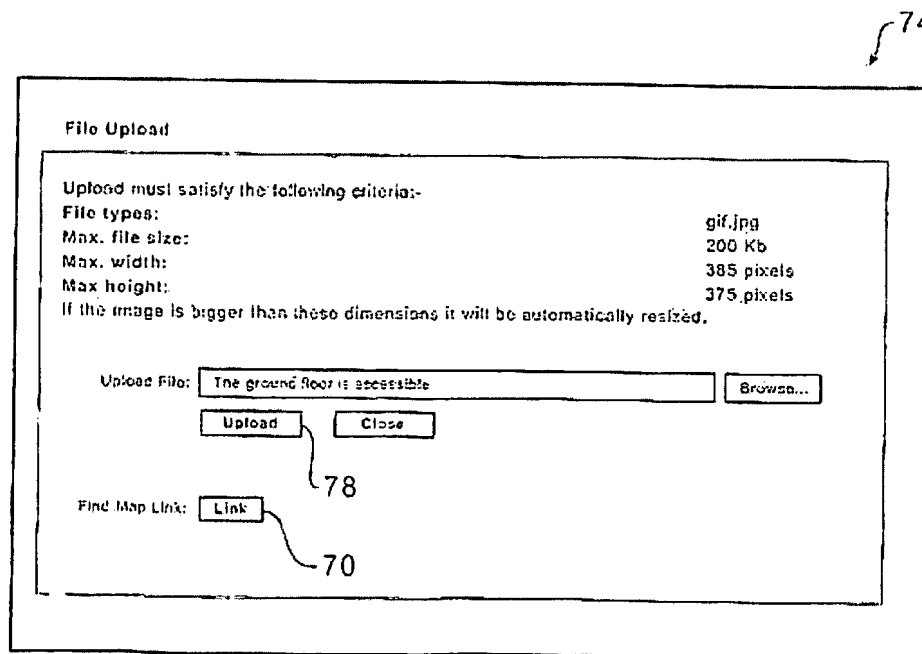 74
File Upload
Upload must satisfy the following criteria:-
File types: gif.jpg
Max. file size: 200 Kb
Max. width: 385 pixels
Max height: 375 pixels
If the image is bigger than these dimensions it will be automatically resized.
Upload File: The ground floor is accessible Browse...
Upload Close
78
Find Map Link: Link
70